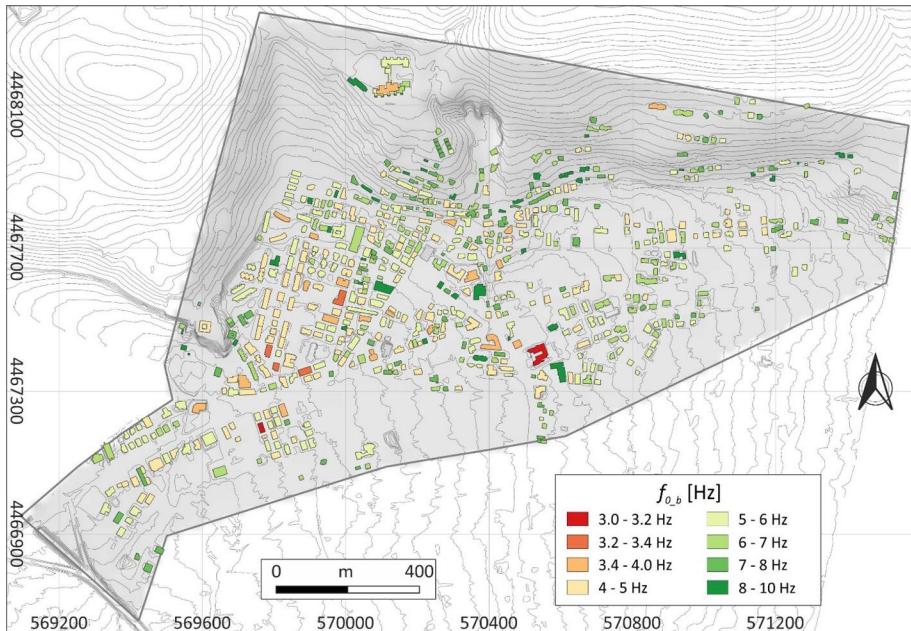 4468100
4467700
4467300
4466900
f0_b [Hz]
3.0 - 3.2 Hz
3.2 - 3.4 Hz
3.4 - 4.0 Hz
4 - 5 Hz
5 - 6 Hz
6 - 7 Hz
7 - 8 Hz
8 - 10 Hz
0 m 400
569200 569600 570000 570400 570800 571200